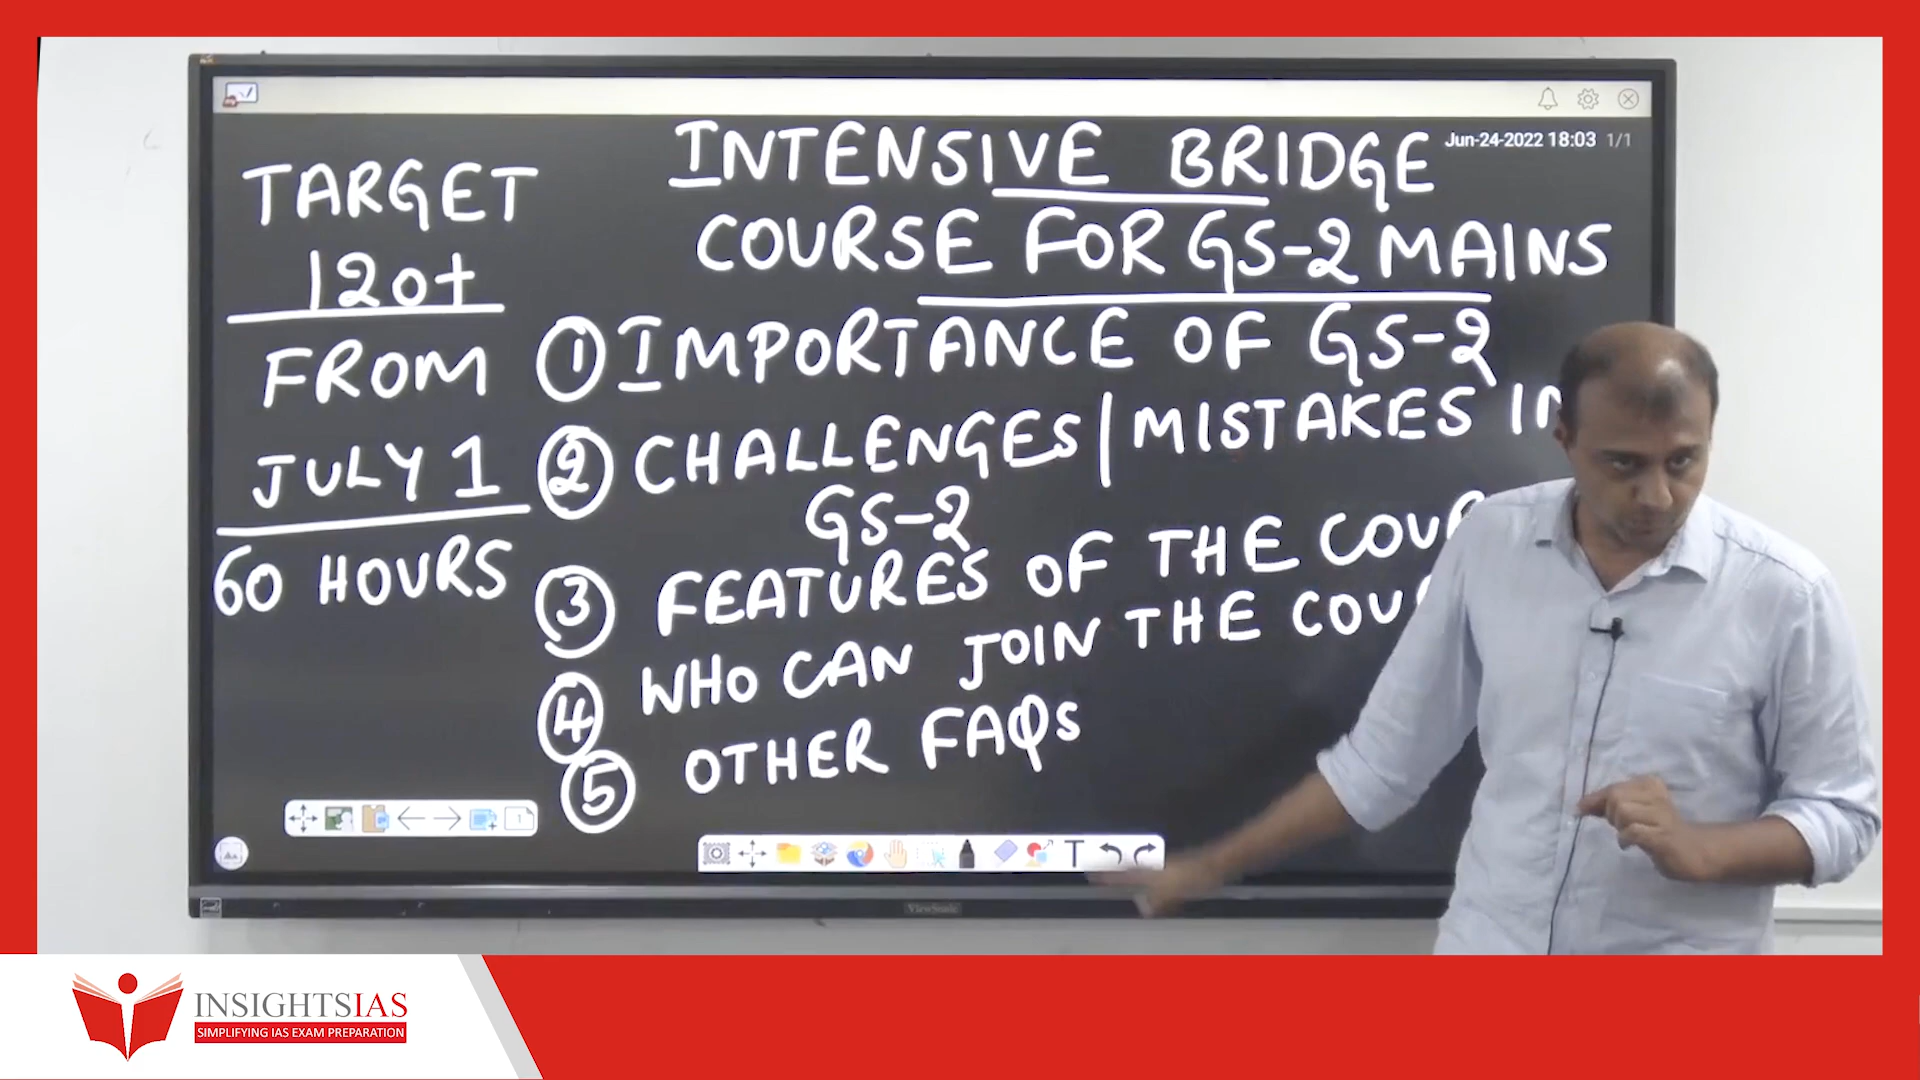 Jun-24-2022 18:03 1/1
INTENSIVE BRIDGE
COURSE FOR GS-2 MAINS
TARGET
120+
FROM
JULY 1
60 HOURS
① IMPORTANCE OF GS-2
② CHALLENGES | MISTAKES IN
GS-2
③ FEATURES OF THE
④ WHO CAN JOIN THE
⑤ OTHER FAQs
T
ViewSonic
INSIGHTSIAS
SIMPLIFYING IAS EXAM PREPARATION